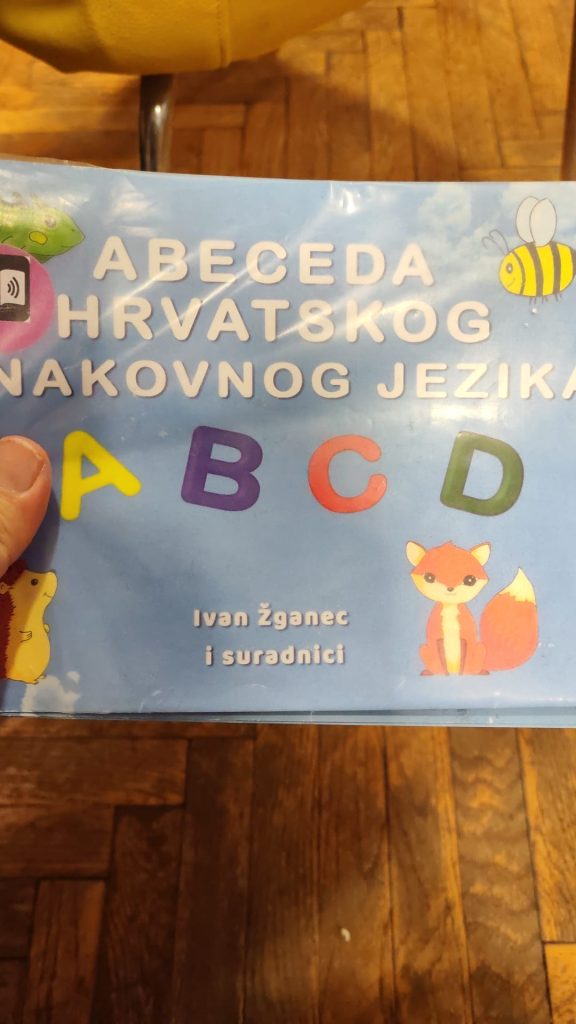 ABECEDA
HRVATSKOG
NAKOVNOG JEZIKA
A B C D
Ivan Žganec
i suradnici